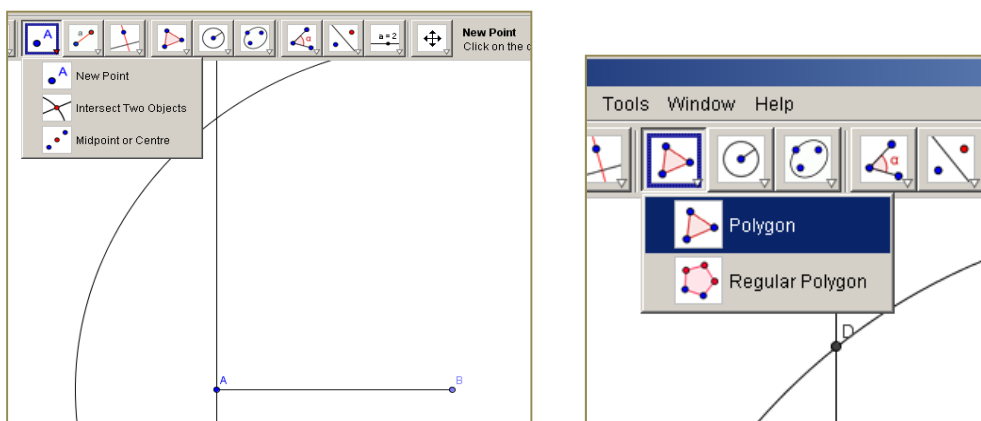 A
a
a = 2
α
New Point
Click on the
New Point
Intersect Two Objects
Midpoint or Centre
A
B
Tools Window Help
α
Polygon
Regular Polygon
D